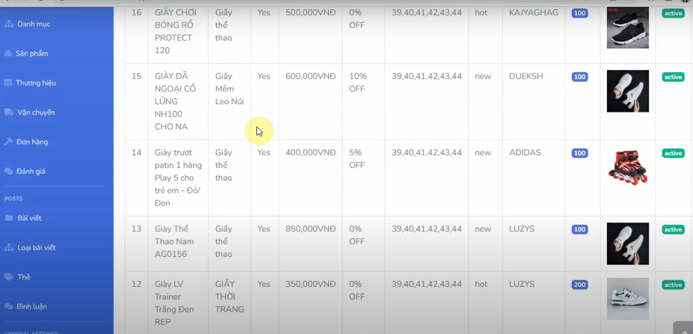 Danh mục
Sản phẩm
Thương hiệu
Vận chuyển
Đơn hàng
Đánh giá
POSTS
Bài viết
Loại bài viết
Thẻ
Bình luận
16 GIÀY CHƠI BÓNG RỔ PROTECT 120 Giầy thể thao Yes 500,000VNĐ 0% OFF 39,40,41,42,43,44 hot KAJYAGHAG 100 active
15 GIÀY DÃ NGOẠI CỔ LỬNG NH100 CHO NA Giầy Mềm Leo Núi Yes 600,000VNĐ 10% OFF 39,40,41,42,43,44 new DUEKSH 100 active
14 Giày trượt patin 1 hàng Play 5 cho trẻ em - Đỏ/ Đen Giầy thể thao Yes 400,000VNĐ 5% OFF 39,40,41,42,43,44 new ADIDAS 100 active
13 Giày Thể Thao Nam AG0156 Giầy thể thao Yes 850,000VNĐ 0% OFF 39,40,41,42,43,44 new LUZYS 100 active
12 Giày LV Trainer Trắng Đen REP GIẦY THỜI TRANG Yes 350,000VNĐ 0% OFF 39,40,41,42,43,44 hot LUZYS 200 active